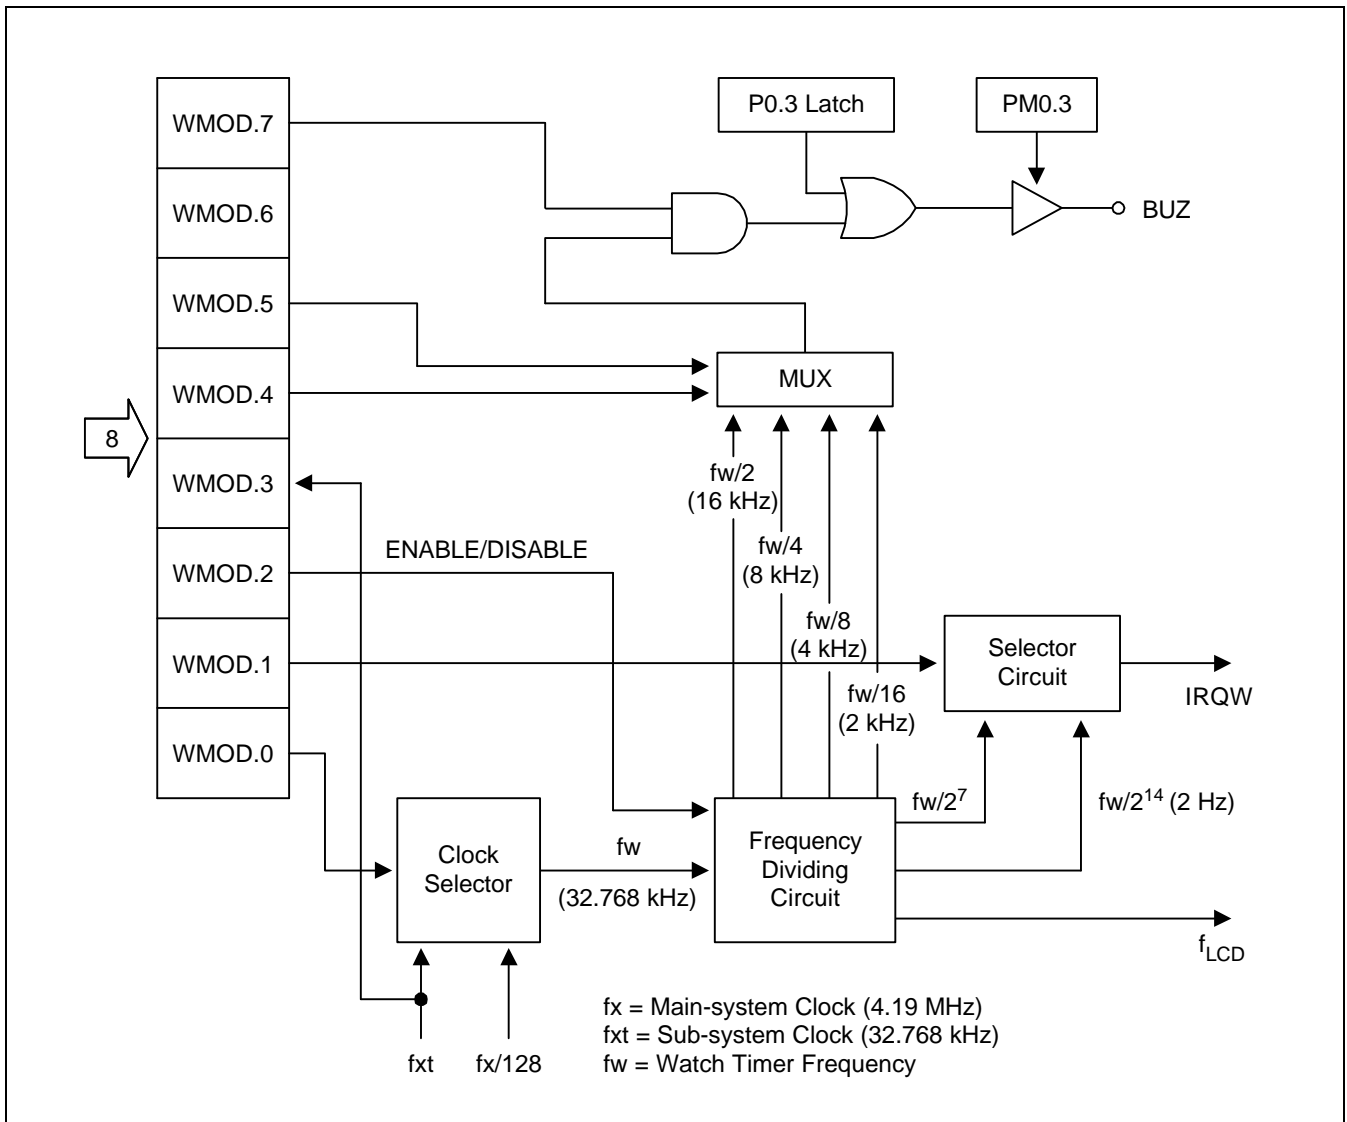 WMOD.7
WMOD.6
WMOD.5
WMOD.4
WMOD.3
WMOD.2
WMOD.1
WMOD.0
8
P0.3 Latch
PM0.3
BUZ
MUX
fw/2
(16 kHz)
fw/4
(8 kHz)
fw/8
(4 kHz)
fw/16
(2 kHz)
ENABLE/DISABLE
Selector
Circuit
IRQW
Clock
Selector
fw
(32.768 kHz)
Frequency
Dividing
Circuit
fw/2⁷
fw/2¹⁴ (2 Hz)
f_LCD
fxt
fx/128
fx = Main-system Clock (4.19 MHz)
fxt = Sub-system Clock (32.768 kHz)
fw = Watch Timer Frequency